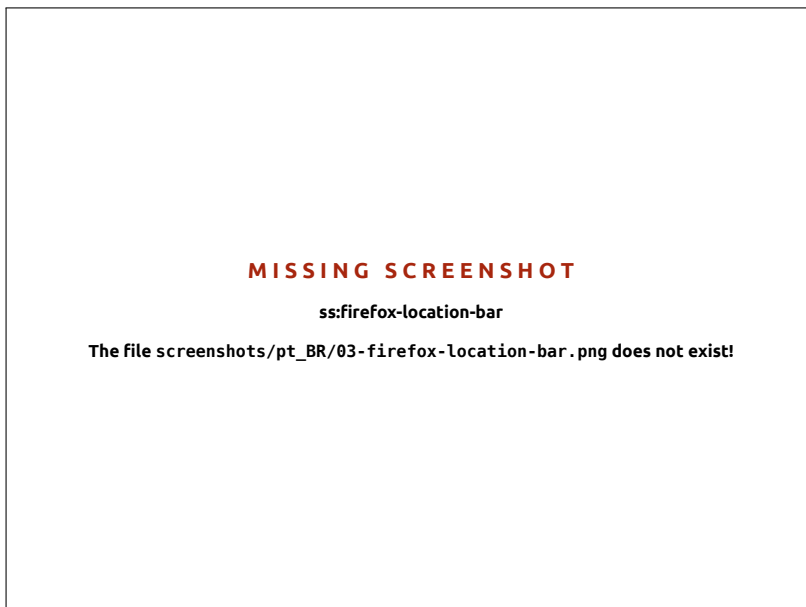 MISSING SCREENSHOT
ss:firefox-location-bar
The file screenshots/pt_BR/03-firefox-location-bar.png does not exist!